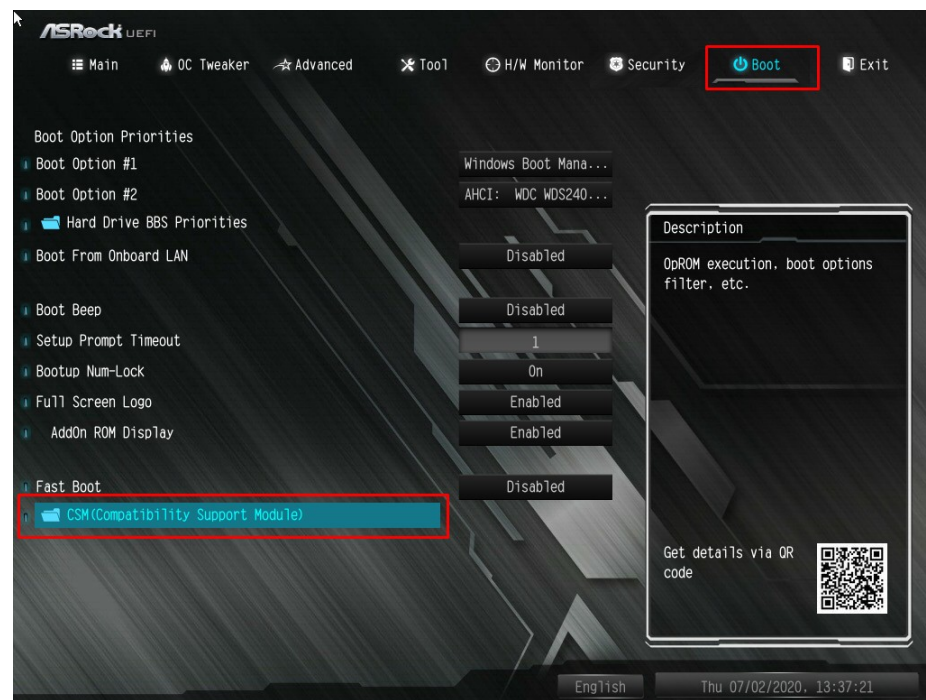 ASRock UEFI
Main OC Tweaker Advanced Tool H/W Monitor Security Boot Exit
Boot Option Priorities
Boot Option #1 Windows Boot Mana...
Boot Option #2 AHCI: WDC WDS240...
Hard Drive BBS Priorities
Boot From Onboard LAN Disabled
Boot Beep Disabled
Setup Prompt Timeout 1
Bootup Num-Lock On
Full Screen Logo Enabled
AddOn ROM Display Enabled
Fast Boot Disabled
CSM(Compatibility Support Module)
Description
OpROM execution, boot options
filter, etc.
Get details via QR
code
English Thu 07/02/2020, 13:37:21